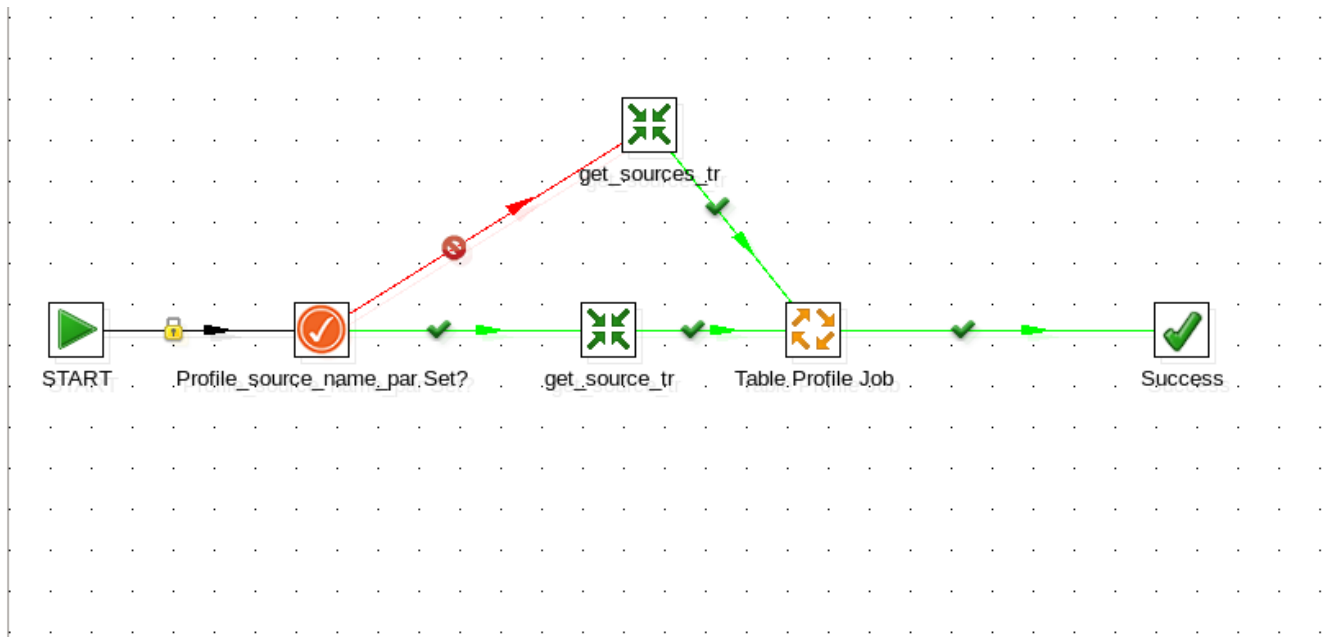 get_sources_tr
START
Profile_source_name_par Set?
get_source_tr
Table Profile Job
Success